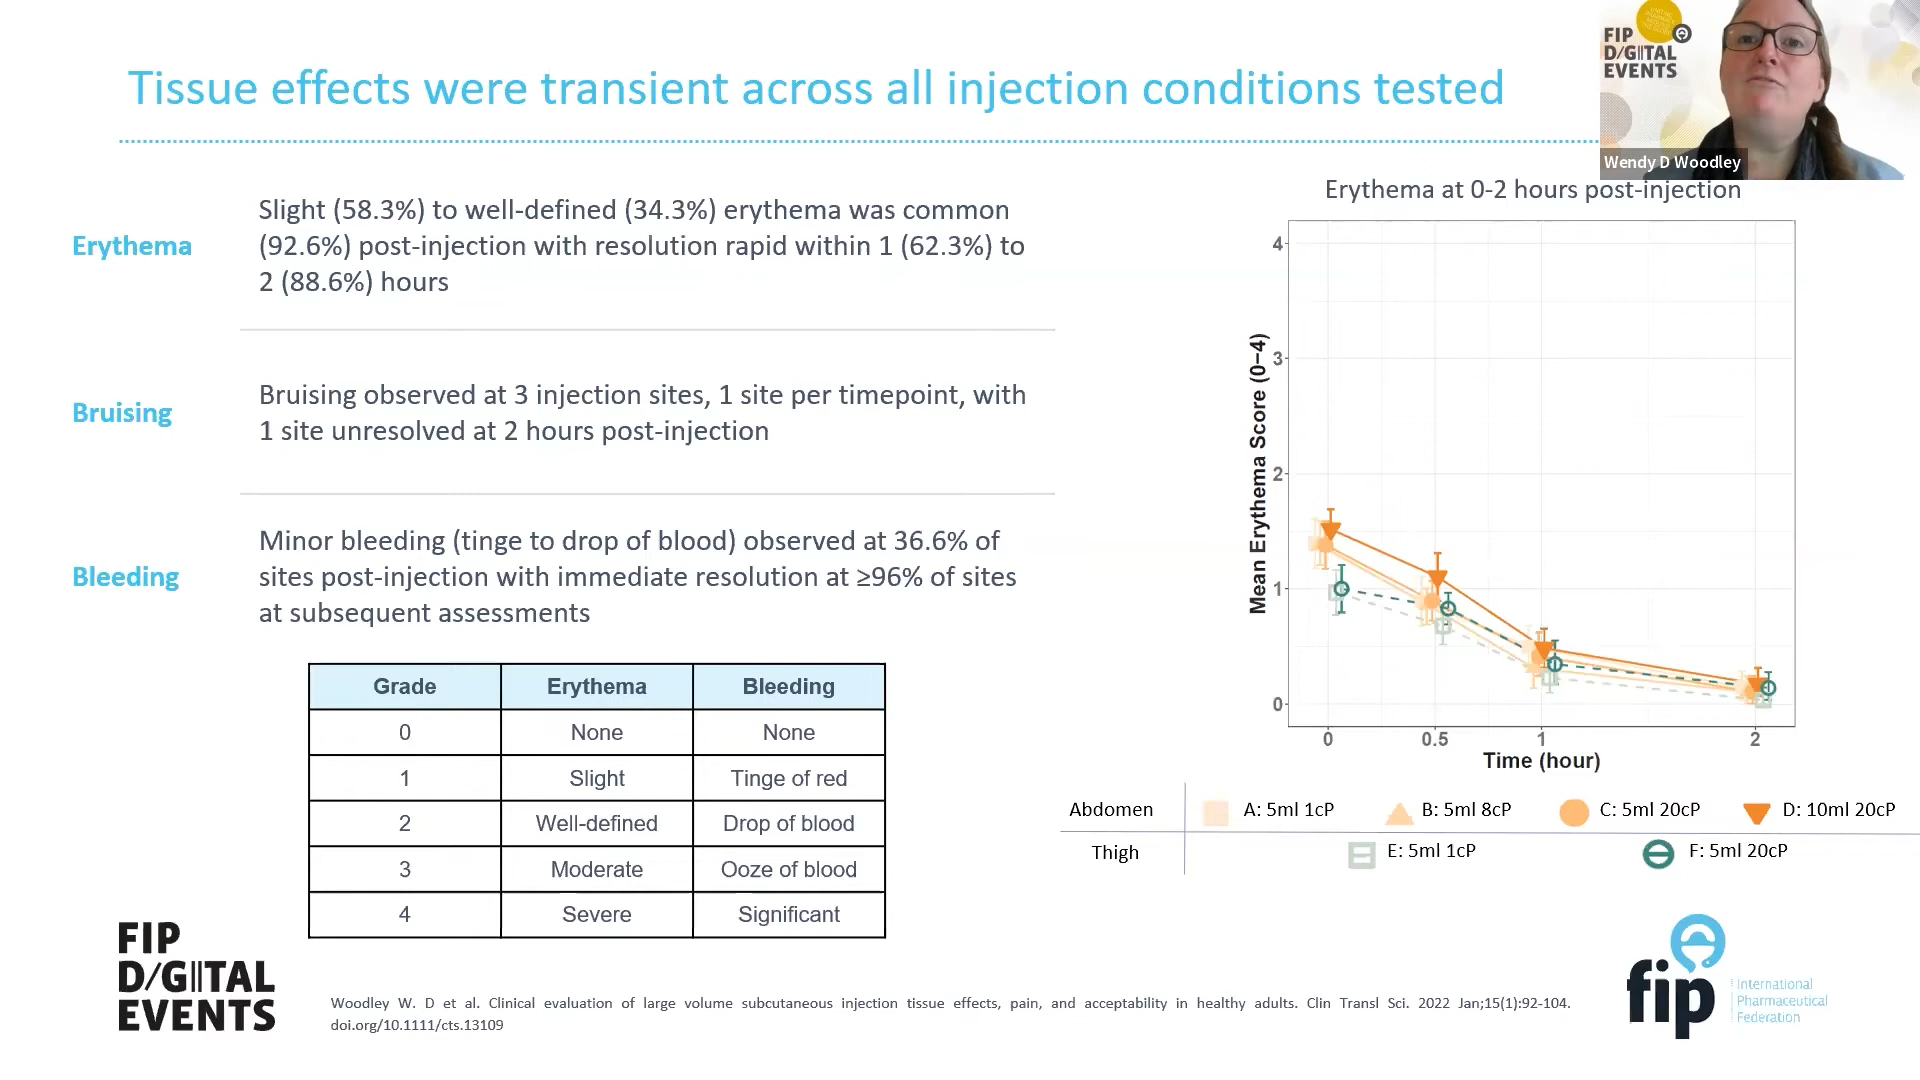 Tissue effects were transient across all injection conditions tested
FIP
D/GITAL
EVENTS
Wendy D Woodley
Erythema
Slight (58.3%) to well-defined (34.3%) erythema was common
(92.6%) post-injection with resolution rapid within 1 (62.3%) to
2 (88.6%) hours
Bruising
Bruising observed at 3 injection sites, 1 site per timepoint, with
1 site unresolved at 2 hours post-injection
Bleeding
Minor bleeding (tinge to drop of blood) observed at 36.6% of
sites post-injection with immediate resolution at ≥96% of sites
at subsequent assessments
Grade Erythema Bleeding
0 None None
1 Slight Tinge of red
2 Well-defined Drop of blood
3 Moderate Ooze of blood
4 Severe Significant
Erythema at 0-2 hours post-injection
Mean Erythema Score (0–4)
4
3
2
1
0
0 0.5 1 2
Time (hour)
Abdomen A: 5ml 1cP B: 5ml 8cP C: 5ml 20cP D: 10ml 20cP
Thigh E: 5ml 1cP F: 5ml 20cP
FIP
D/GITAL
EVENTS
Woodley W. D et al. Clinical evaluation of large volume subcutaneous injection tissue effects, pain, and acceptability in healthy adults. Clin Transl Sci. 2022 Jan;15(1):92-104.
doi.org/10.1111/cts.13109
fip
International
Pharmaceutical
Federation